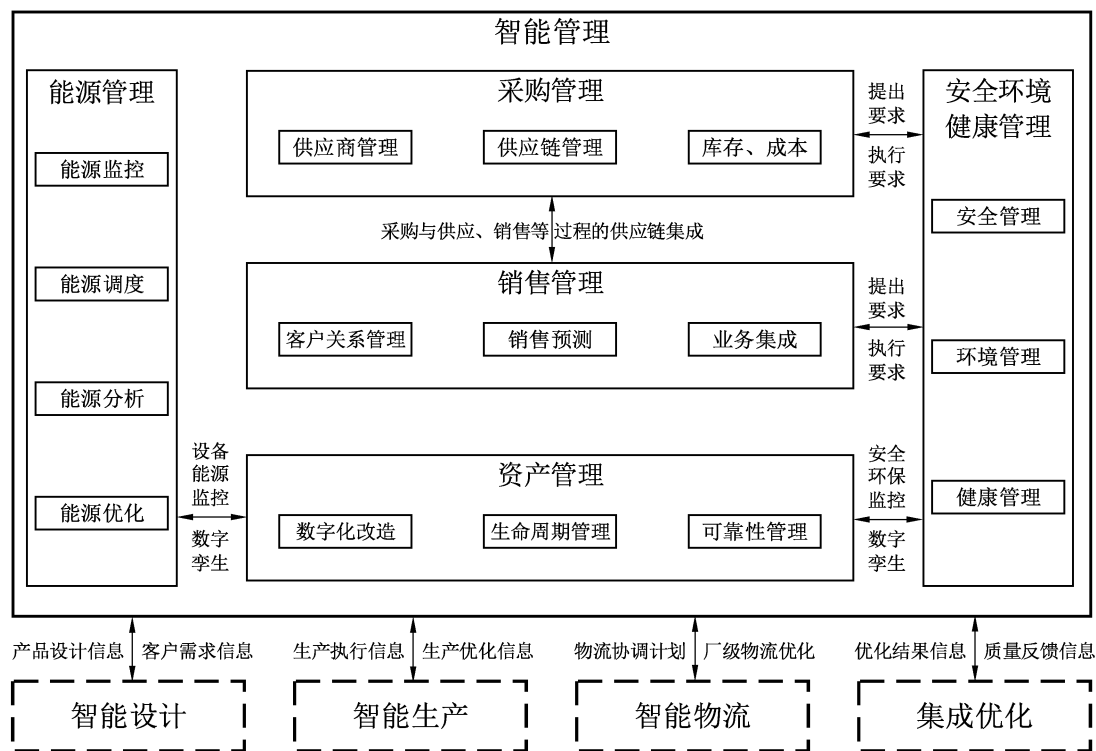 智能管理
能源管理
能源监控
能源调度
能源分析
能源优化
采购管理
供应商管理
供应链管理
库存、成本
提出
要求
执行
要求
安全环境
健康管理
安全管理
环境管理
健康管理
采购与供应、销售等过程的供应链集成
销售管理
客户关系管理
销售预测
业务集成
提出
要求
执行
要求
设备
能源
监控
数字
孪生
资产管理
数字化改造
生命周期管理
可靠性管理
安全
环保
监控
数字
孪生
产品设计信息
客户需求信息
生产执行信息
生产优化信息
物流协调计划
厂级物流优化
优化结果信息
质量反馈信息
智能设计
智能生产
智能物流
集成优化